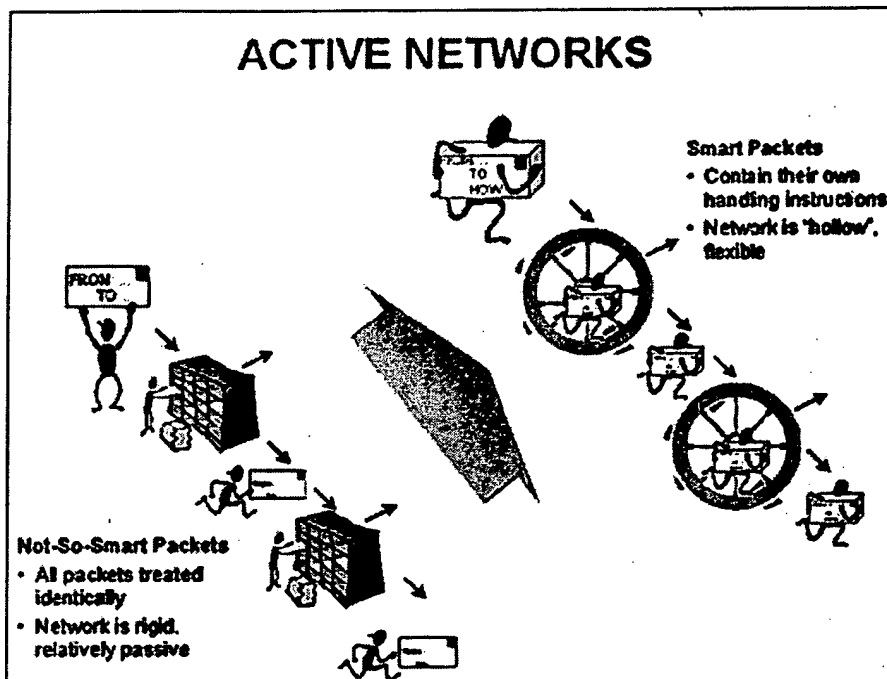 ACTIVE NETWORKS
FROM ...
TO
HOW
Smart Packets
• Contain their own
handing instructions
• Network is "hollow",
flexible
FROM ...
TO ...
Not-So-Smart Packets
• All packets treated
identically
• Network is rigid,
relatively passive